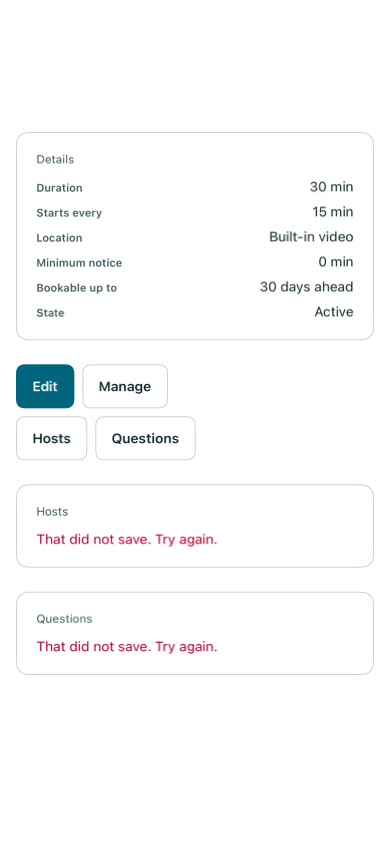 Details
Duration 30 min
Starts every 15 min
Location Built-in video
Minimum notice 0 min
Bookable up to 30 days ahead
State Active
Edit Manage
Hosts Questions
Hosts
That did not save. Try again.
Questions
That did not save. Try again.